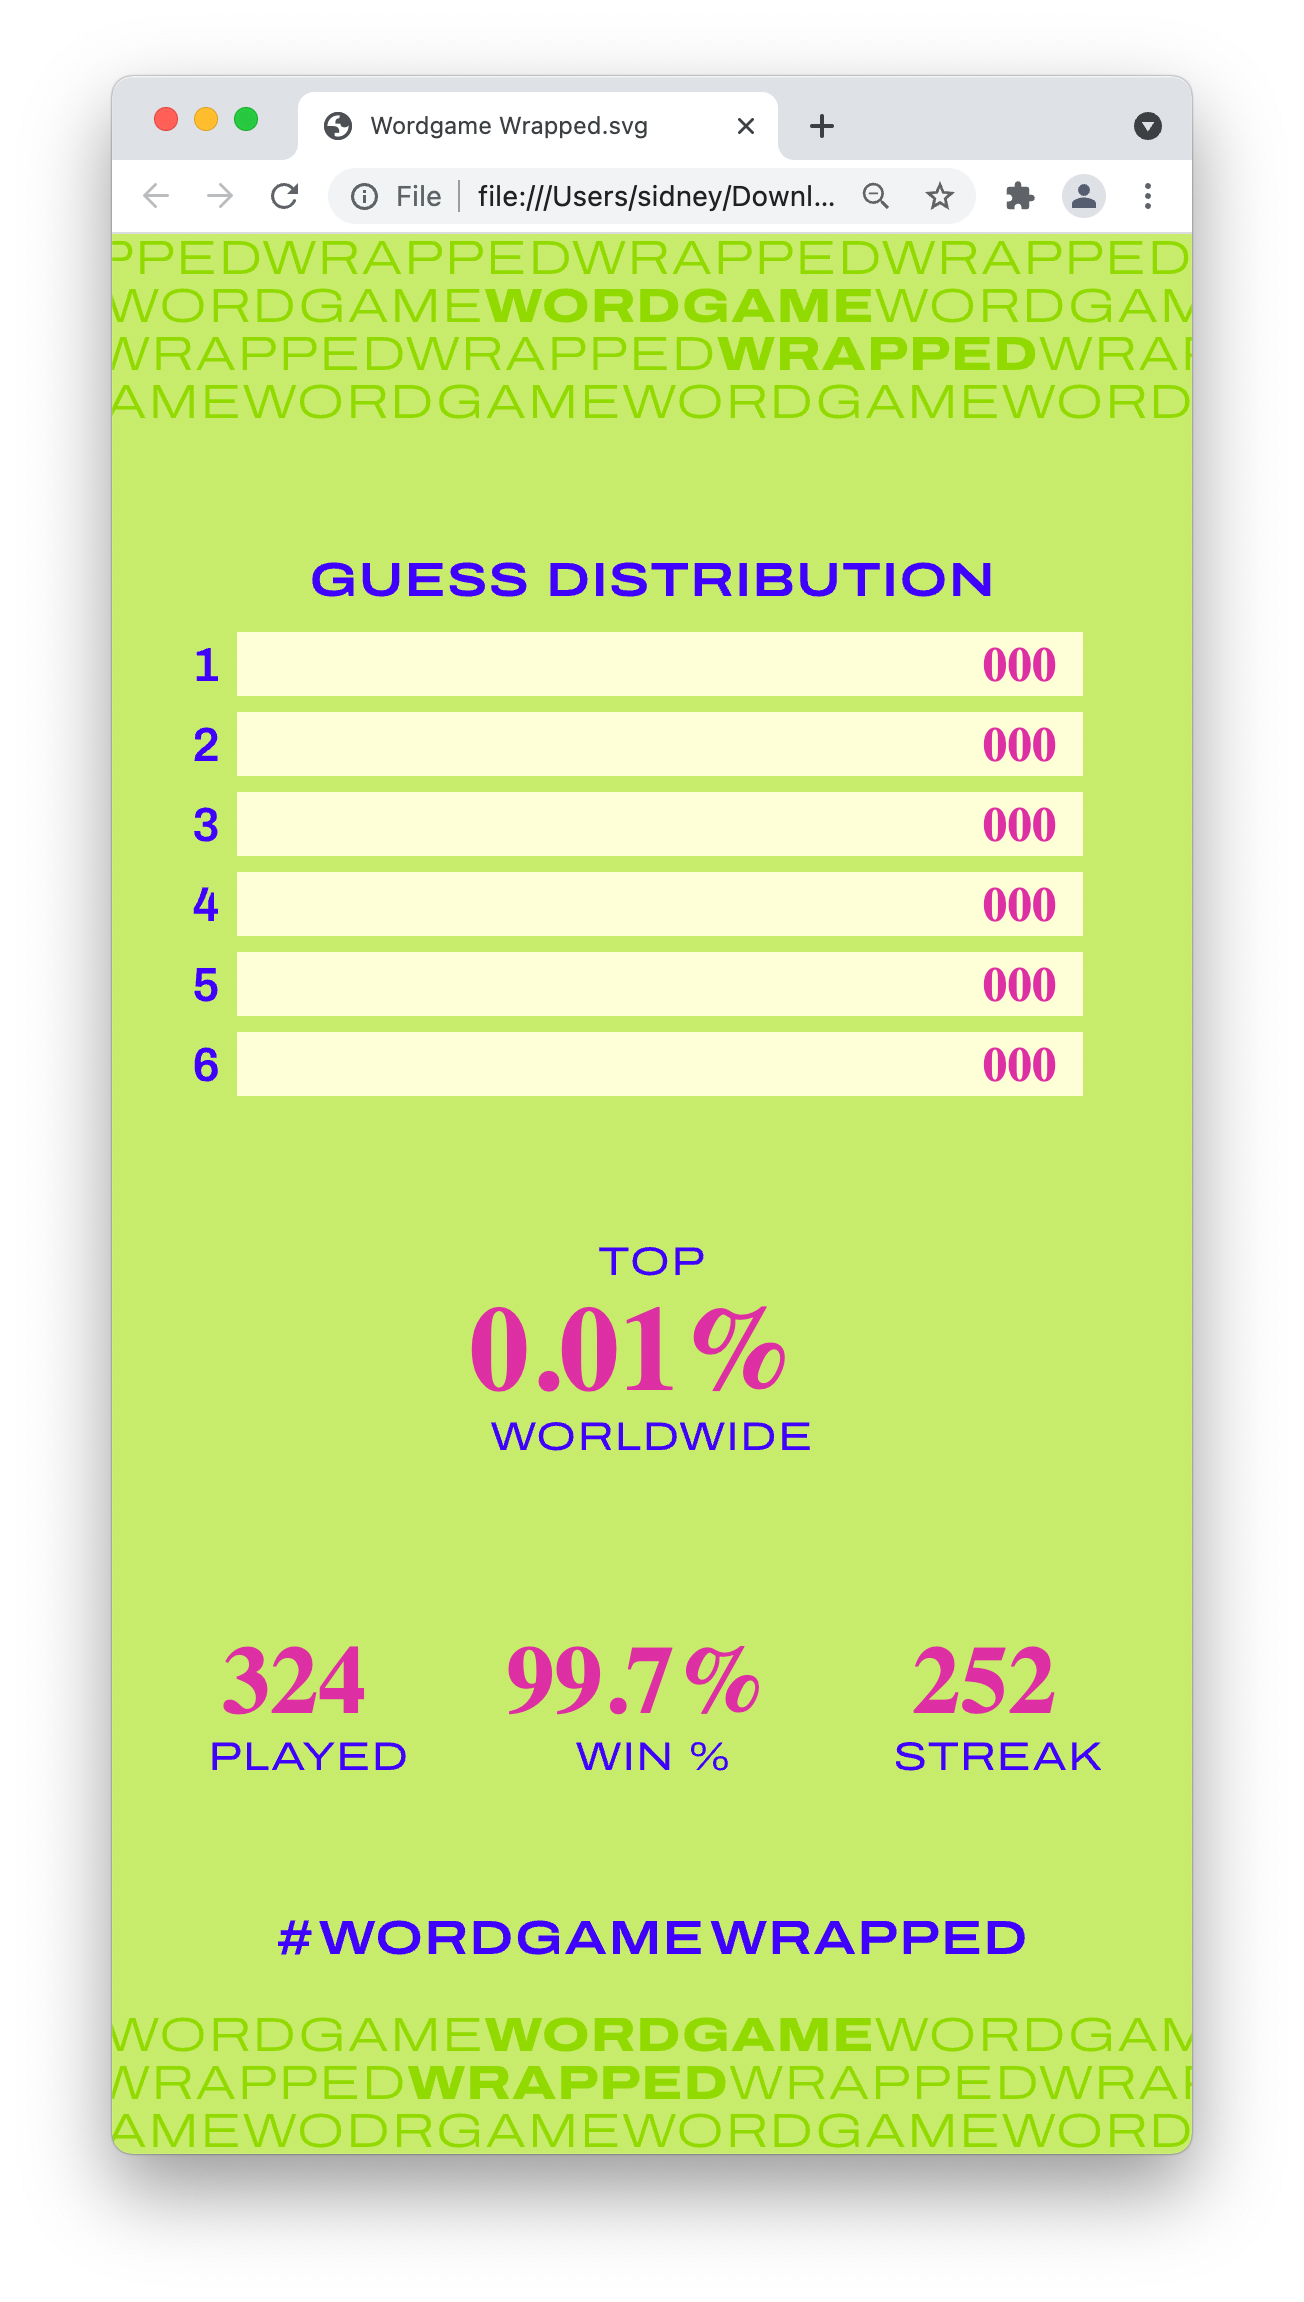 Wordgame Wrapped.svg
File file:///Users/sidney/Downl...
PPEDWRAPPEDWRAPPEDWRAPPED
WORDGAMEWORDGAMEWORDGAM
WRAPPEDWRAPPEDWRAPPEDWRAP
AMEWORDGAMEWORDGAMEWORD
GUESS DISTRIBUTION
1 000
2 000
3 000
4 000
5 000
6 000
TOP
0.01%
WORLDWIDE
324 99.7% 252
PLAYED WIN % STREAK
#WORDGAMEWRAPPED
WORDGAMEWORDGAMEWORDGAM
WRAPPEDWRAPPEDWRAPPEDWRAP
AMEWODRGAMEWORDGAMEWORD